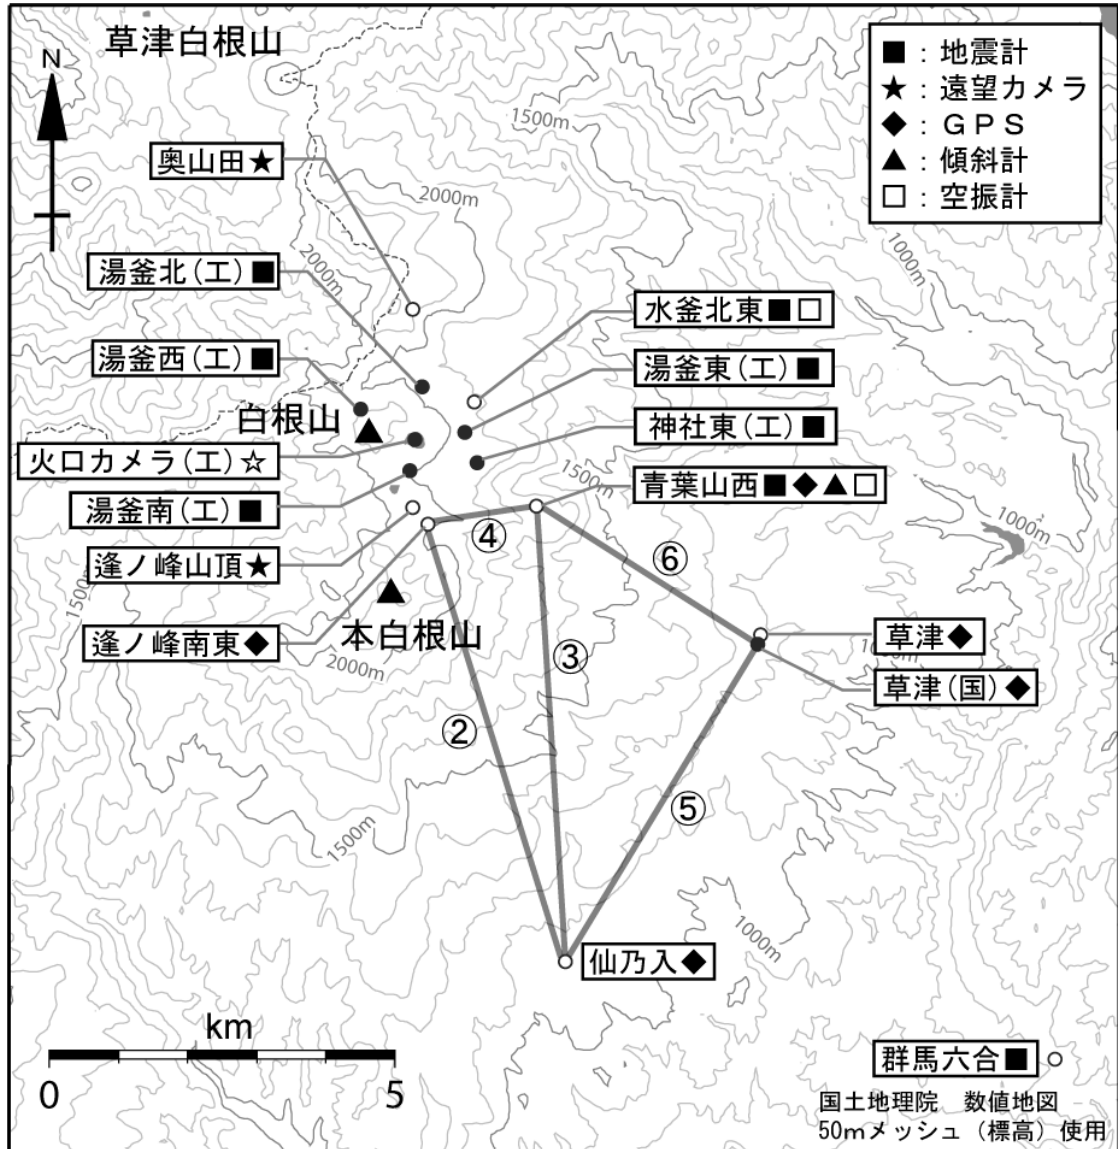 草津白根山
N
■：地震計
★：遠望カメラ
◆：ＧＰＳ
▲：傾斜計
□：空振計
1500m
奥山田★
2000m
1000m
2000m
湯釜北(工)■
水釜北東■□
湯釜西(工)■
湯釜東(工)■
白根山
神社東(工)■
火口カメラ(工)☆
1500m
青葉山西■◆▲□
湯釜南(工)■
1000m
④
⑥
逢ノ峰山頂★
1500m
本白根山
逢ノ峰南東◆
草津◆
2000m
③
草津(国)◆
②
⑤
1500m
1000m
仙乃入◆
km
0
5
群馬六合■
国土地理院　数値地図
50mメッシュ（標高）使用